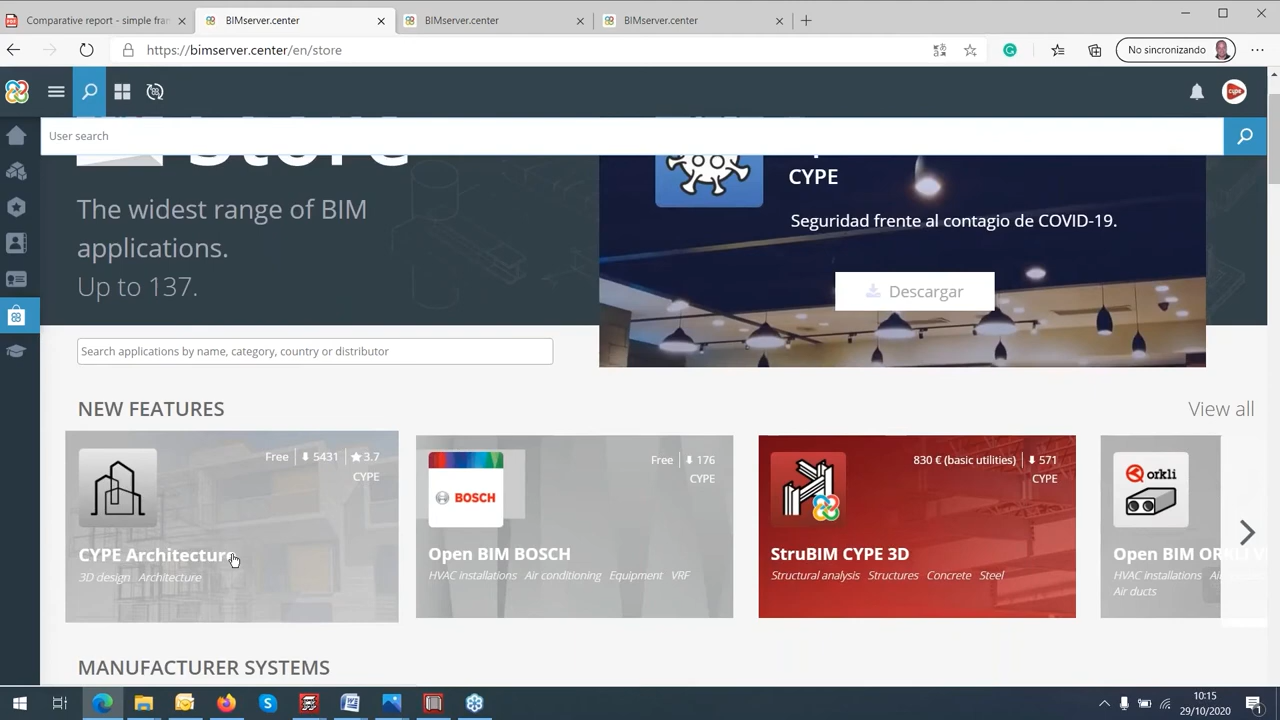 Comparative report - simple fra
BIMserver.center
BIMserver.center
BIMserver.center
https://bimserver.center/en/store
No sincronizando
cype
User search
Store
CYPE
The widest range of BIM
applications.
Up to 137.
Seguridad frente al contagio de COVID-19.
Descargar
Search applications by name, category, country or distributor
NEW FEATURES
View all
Free 5431 3.7
CYPE
CYPE Architecture
3D design Architecture
BOSCH
Free 176
CYPE
Open BIM BOSCH
HVAC installations Air conditioning Equipment VRF
830 € (basic utilities) 571
CYPE
StruBIM CYPE 3D
Structural analysis Structures Concrete Steel
orkli
Open BIM ORKLI
HVAC installations
Air ducts
MANUFACTURER SYSTEMS
10:15
29/10/2020
1